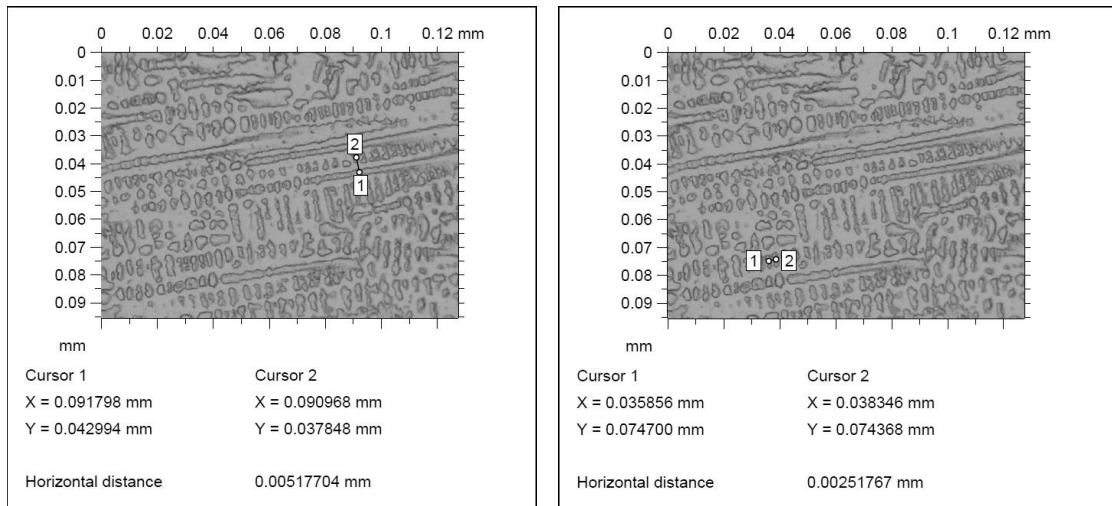 0 0.02 0.04 0.06 0.08 0.1 0.12 mm
0
0.01
0.02
0.03
0.04
0.05
0.06
0.07
0.08
0.09
mm
2
1
Cursor 1 Cursor 2
X = 0.091798 mm X = 0.090968 mm
Y = 0.042994 mm Y = 0.037848 mm
Horizontal distance 0.00517704 mm
0 0.02 0.04 0.06 0.08 0.1 0.12 mm
0
0.01
0.02
0.03
0.04
0.05
0.06
0.07
0.08
0.09
mm
1 2
Cursor 1 Cursor 2
X = 0.035856 mm X = 0.038346 mm
Y = 0.074700 mm Y = 0.074368 mm
Horizontal distance 0.00251767 mm